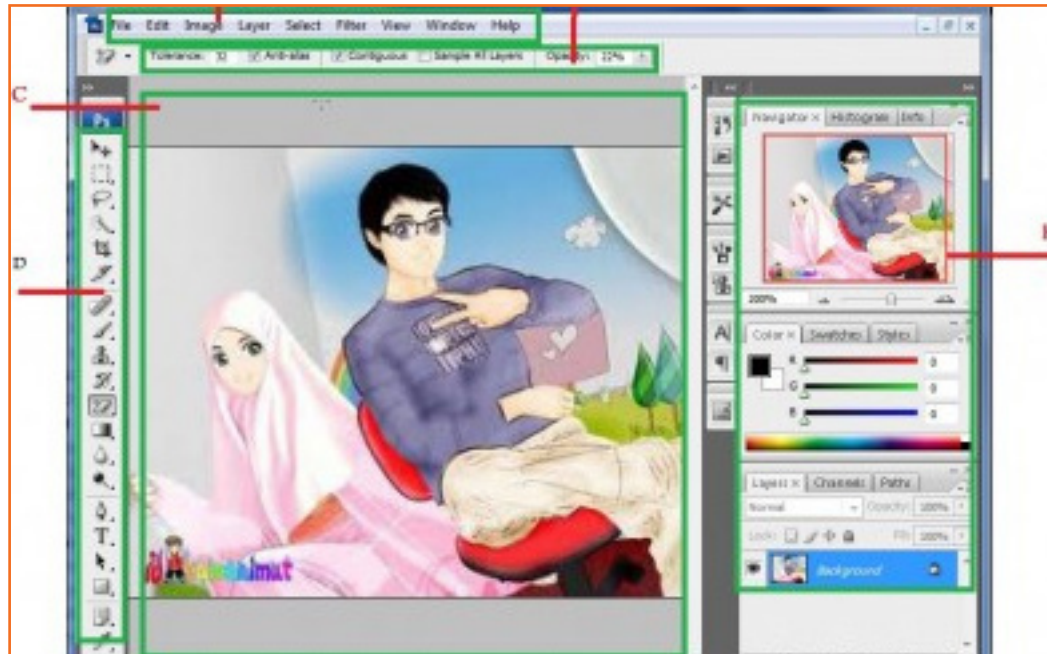 File Edit Image Layer Select Filter View Window Help
Tolerance: 32 Anti-alias Contiguous Sample All Layers Opacity: 22%
C
Ps
Navigator × Histogram Info
D
200%
A
Color × Swatches Styles
R 0
G 0
B 0
Layers × Channels Paths
Normal Opacity: 100%
Lock: Fill: 100%
Background
T